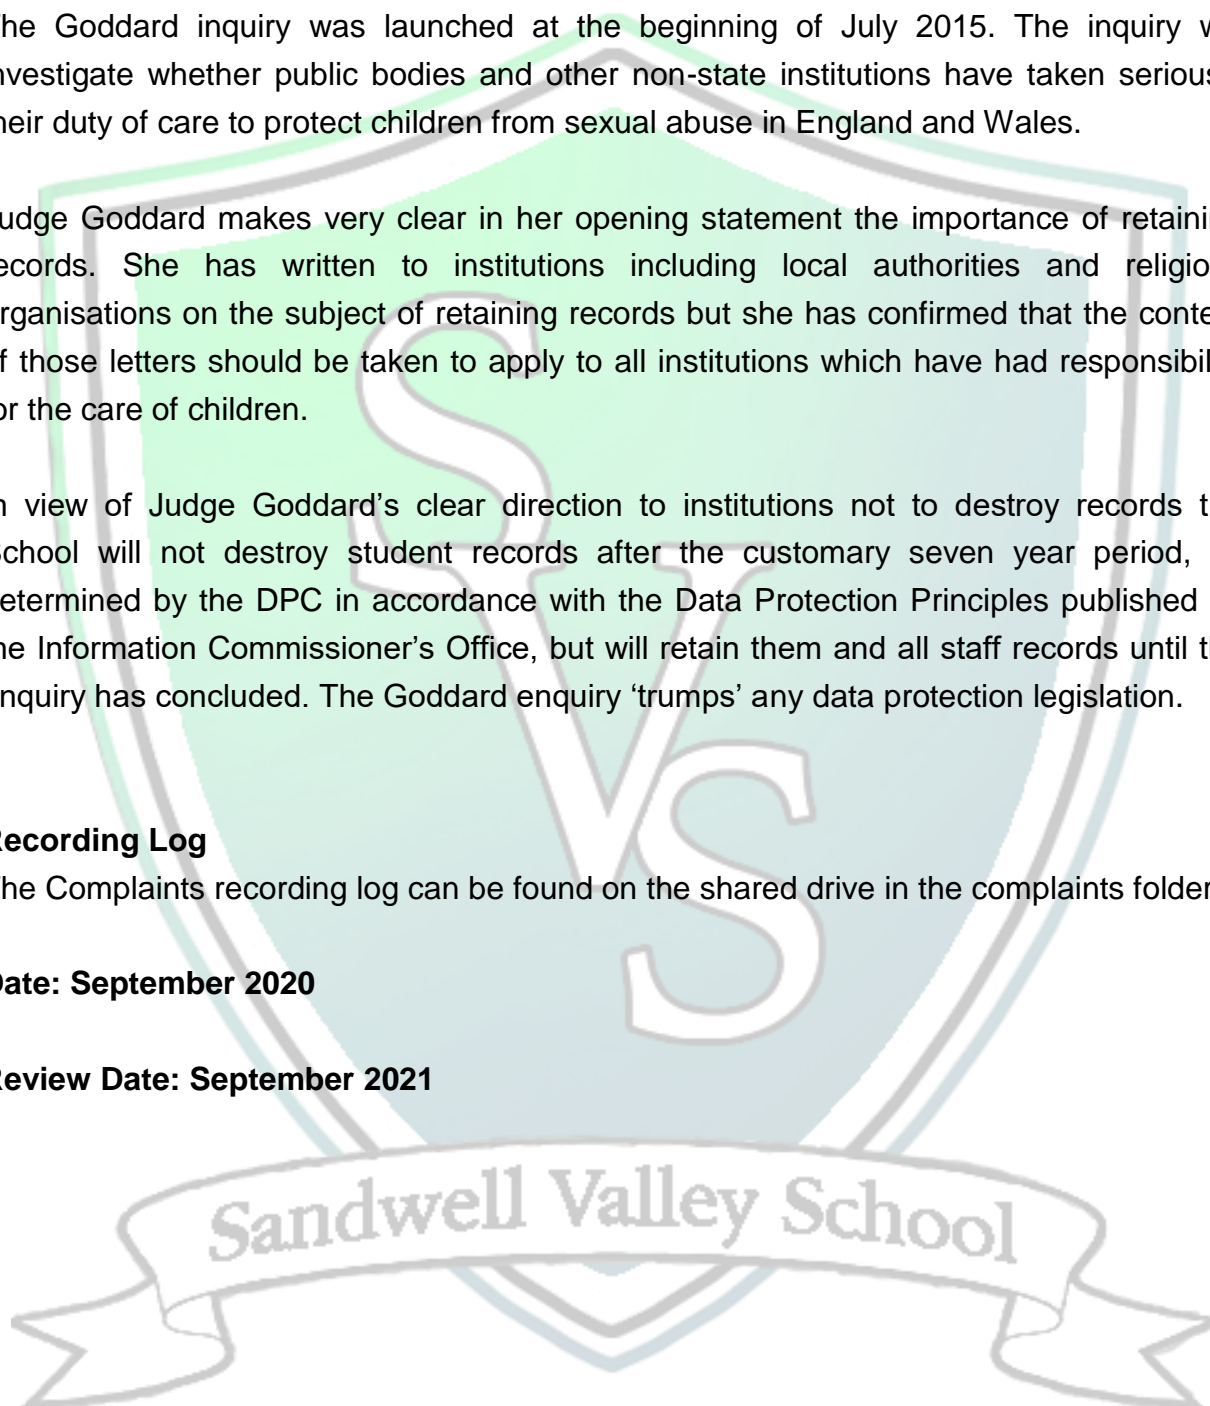 he Goddard inquiry was launched at the beginning of July 2015. The inquiry w
nvestigate whether public bodies and other non-state institutions have taken serious
heir duty of care to protect children from sexual abuse in England and Wales.
udge Goddard makes very clear in her opening statement the importance of retainin
ecords. She has written to institutions including local authorities and religio
rganisations on the subject of retaining records but she has confirmed that the conte
f those letters should be taken to apply to all institutions which have had responsibil
or the care of children.
n view of Judge Goddard’s clear direction to institutions not to destroy records t
School will not destroy student records after the customary seven year period,
etermined by the DPC in accordance with the Data Protection Principles published
he Information Commissioner’s Office, but will retain them and all staff records until th
nquiry has concluded. The Goddard enquiry ‘trumps’ any data protection legislation.
Recording Log
The Complaints recording log can be found on the shared drive in the complaints folder
Date: September 2020
Review Date: September 2021
SVS
Sandwell Valley School